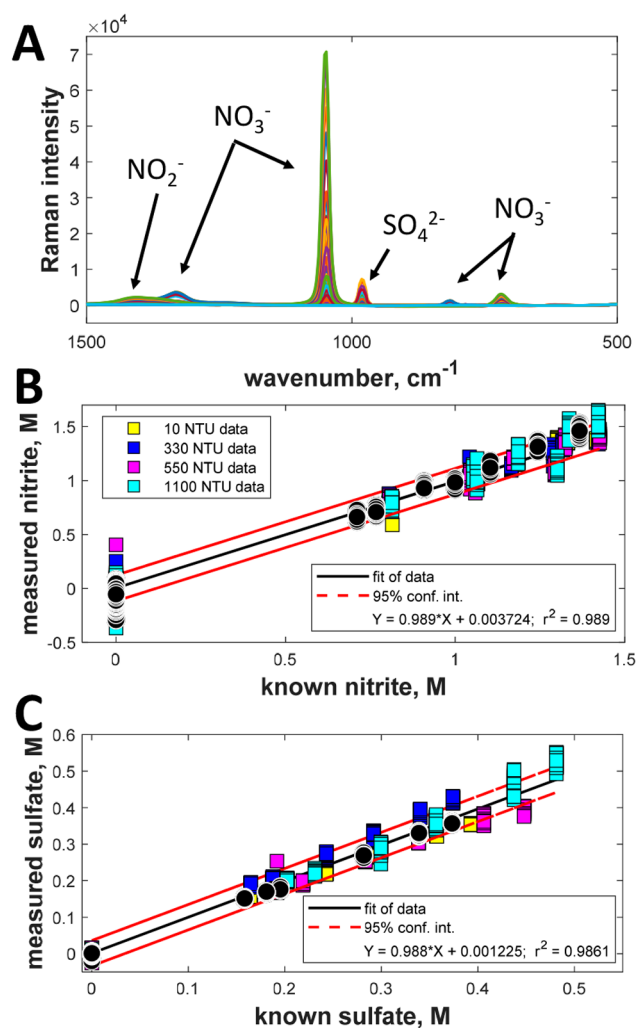 A
×10⁴
7
6
5
4
3
2
1
0
Raman intensity
NO₂⁻
NO₃⁻
SO₄²⁻
NO₃⁻
1500
1000
500
wavenumber, cm⁻¹
B
1.5
1
0.5
0
-0.5
measured nitrite, M
10 NTU data
330 NTU data
550 NTU data
1100 NTU data
fit of data
95% conf. int.
Y = 0.989*X + 0.003724; r² = 0.989
0
0.5
1
1.5
known nitrite, M
C
0.6
0.5
0.4
0.3
0.2
0.1
0
measured sulfate, M
fit of data
95% conf. int.
Y = 0.988*X + 0.001225; r² = 0.9861
0
0.1
0.2
0.3
0.4
0.5
known sulfate, M